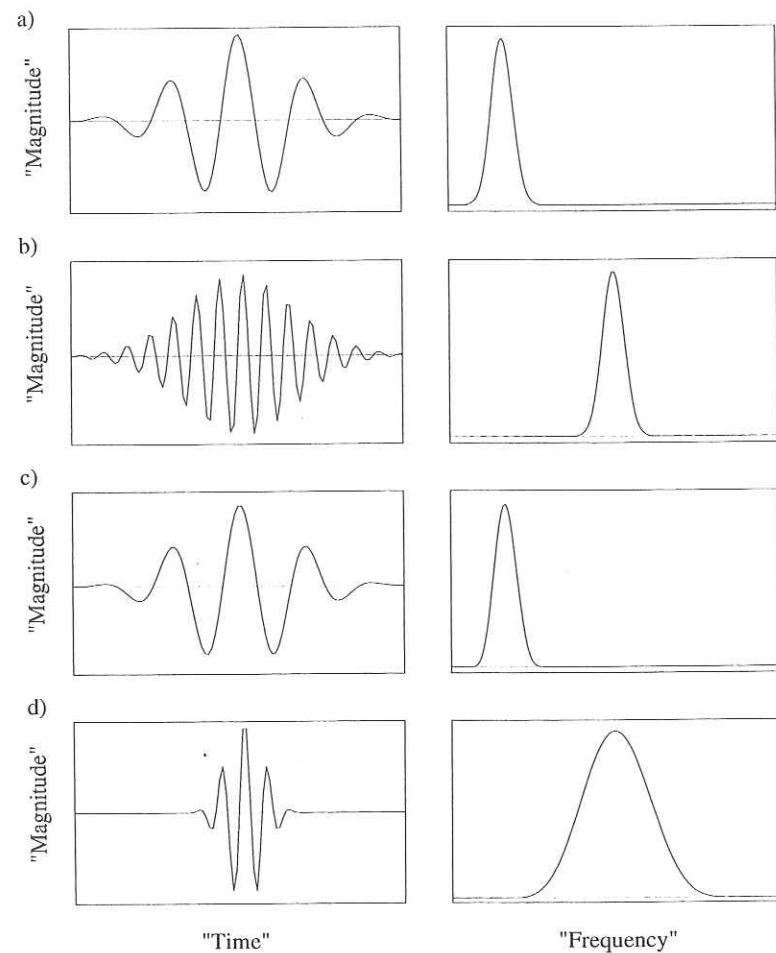 a)
"Magnitude"
b)
"Magnitude"
c)
"Magnitude"
d)
"Magnitude"
"Time" "Frequency"